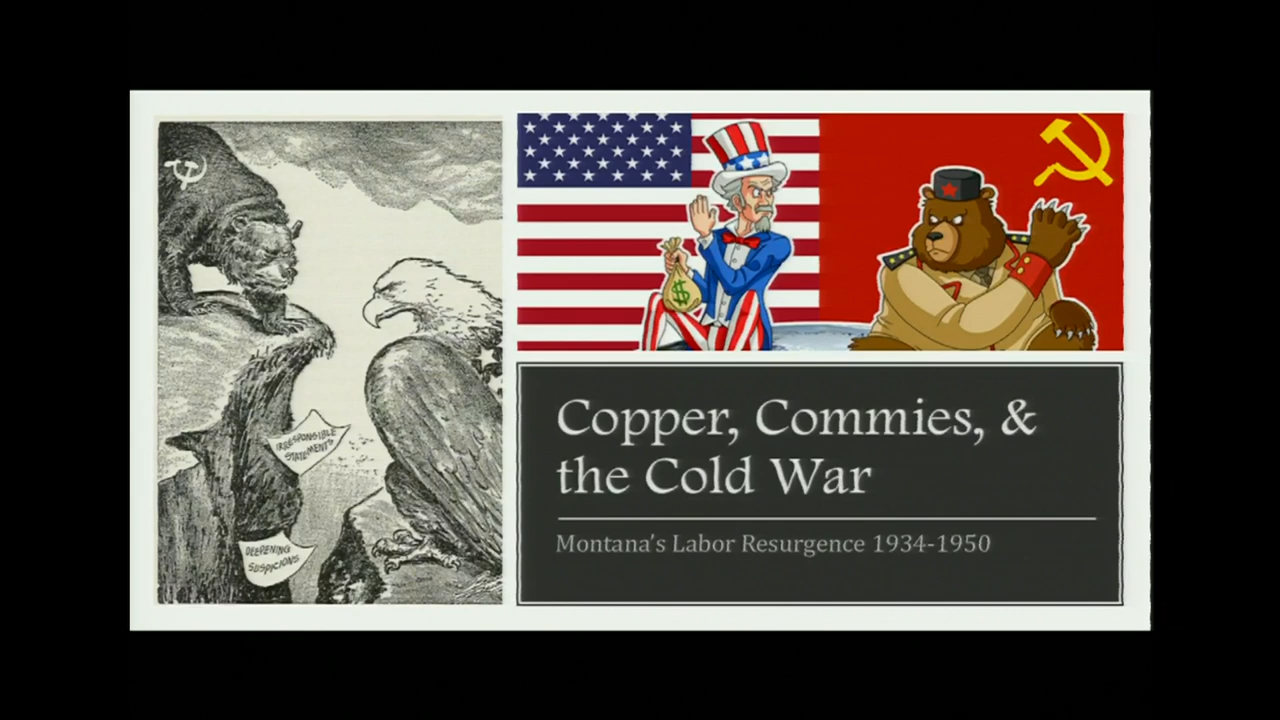 IRRESPONSIBLE
STATEMENTS
DEEPENING
SUSPICIONS
$
Copper, Commies, &
the Cold War
Montana's Labor Resurgence 1934-1950